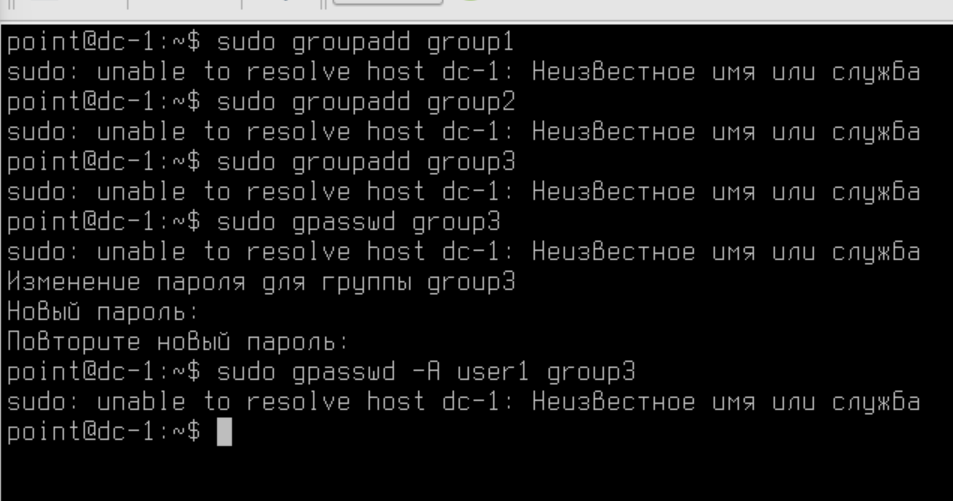 point@dc-1:~$ sudo groupadd group1
sudo: unable to resolve host dc-1: Неизвестное имя или служба
point@dc-1:~$ sudo groupadd group2
sudo: unable to resolve host dc-1: Неизвестное имя или служба
point@dc-1:~$ sudo groupadd group3
sudo: unable to resolve host dc-1: Неизвестное имя или служба
point@dc-1:~$ sudo gpasswd group3
sudo: unable to resolve host dc-1: Неизвестное имя или служба
Изменение пароля для группы group3
Новый пароль:
Повторите новый пароль:
point@dc-1:~$ sudo gpasswd -A user1 group3
sudo: unable to resolve host dc-1: Неизвестное имя или служба
point@dc-1:~$